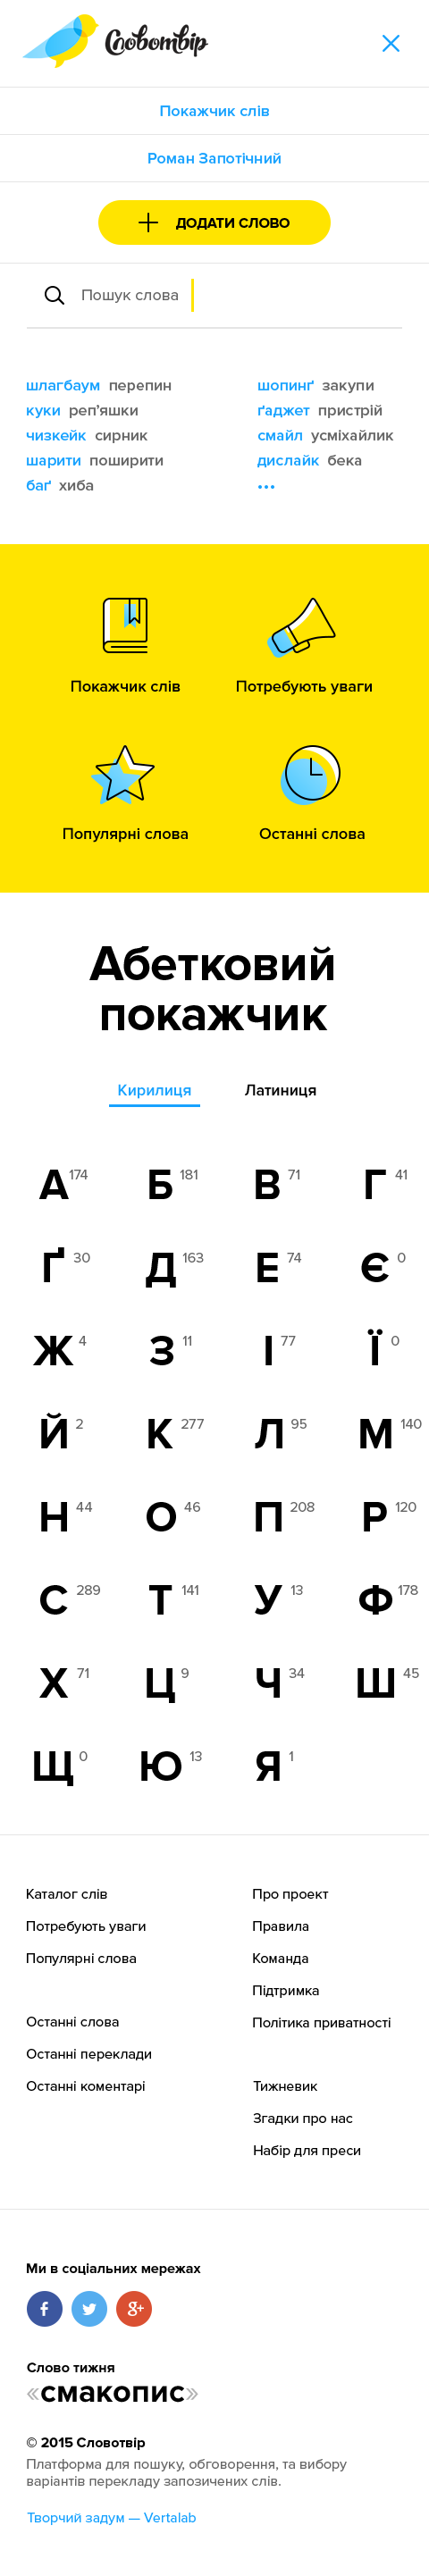 Словотвір
Покажчик слів
Роман Запотічний
ДОДАТИ СЛОВО
Пошук слова
шлагбаум перепин
куки реп'яшки
чизкейк сирник
шарити поширити
баґ хиба
шопинґ закупи
ґаджет пристрій
смайл усміхайлик
дислайк бека
•••
Покажчик слів
Потребують уваги
Популярні слова
Останні слова
Абетковий
покажчик
Кирилиця Латиниця
А 174 Б 181 В 71 Г 41
Ґ 30 Д 163 Е 74 Є 0
Ж 4 З 11 І 77 Ї 0
Й 2 К 277 Л 95 М 140
Н 44 О 46 П 208 Р 120
С 289 Т 141 У 13 Ф 178
Х 71 Ц 9 Ч 34 Ш 45
Щ 0 Ю 13 Я 1
Каталог слів
Потребують уваги
Популярні слова
Останні слова
Останні переклади
Останні коментарі
Про проект
Правила
Команда
Підтримка
Політика приватності
Тижневик
Згадки про нас
Набір для преси
Ми в соціальних мережах
f g+
Слово тижня
«смакопис»
© 2015 Словотвір
Платформа для пошуку, обговорення, та вибору
варіантів перекладу запозичених слів.
Творчий задум — Vertalab